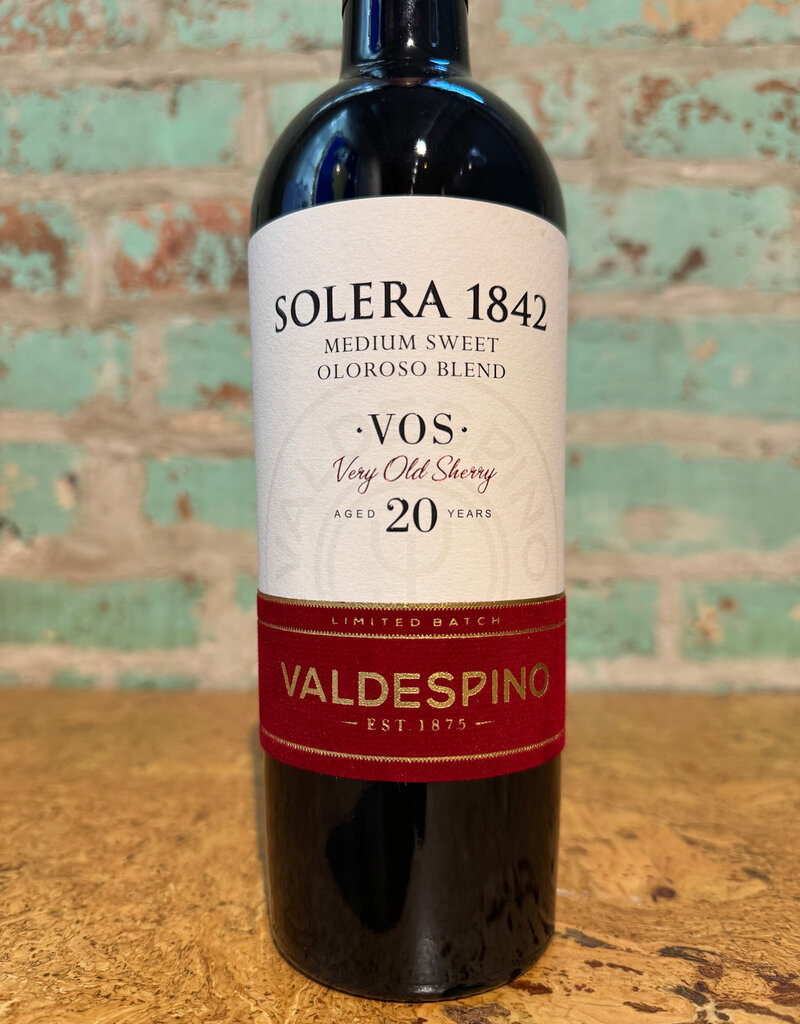 SOLERA 1842
MEDIUM SWEET
OLOROSO BLEND
·VOS·
Very Old Sherry
AGED 20 YEARS
LIMITED BATCH
VALDESPINO
EST. 1875